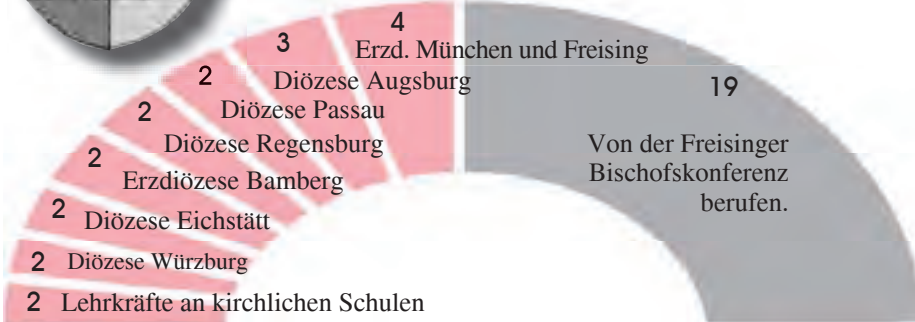 4
Erzd. München und Freising
3
Diözese Augsburg
2
Diözese Passau
2
Diözese Regensburg
2
Erzdiözese Bamberg
2 Diözese Eichstätt
2 Diözese Würzburg
2 Lehrkräfte an kirchlichen Schulen
19
Von der Freisinger
Bischofskonferenz
berufen.